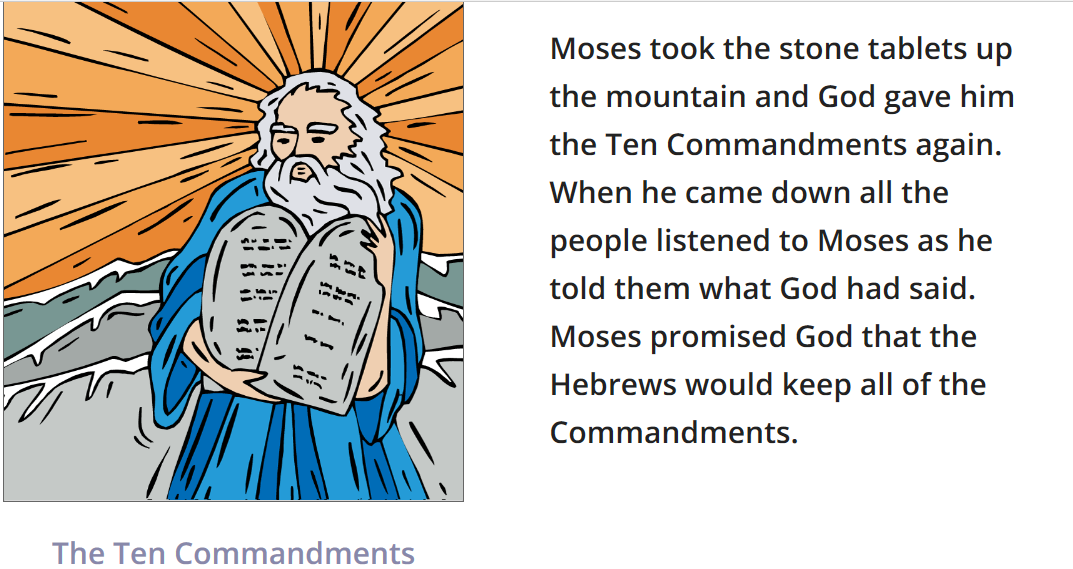 Moses took the stone tablets up
the mountain and God gave him
the Ten Commandments again.
When he came down all the
people listened to Moses as he
told them what God had said.
Moses promised God that the
Hebrews would keep all of the
Commandments.
The Ten Commandments